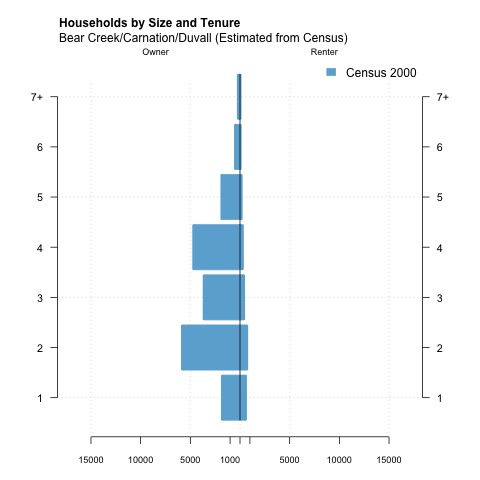 Households by Size and Tenure
Bear Creek/Carnation/Duvall (Estimated from Census)
Owner Renter
Census 2000
7+ 7+
6 6
5 5
4 4
3 3
2 2
1 1
15000 10000 5000 1000 5000 10000 15000